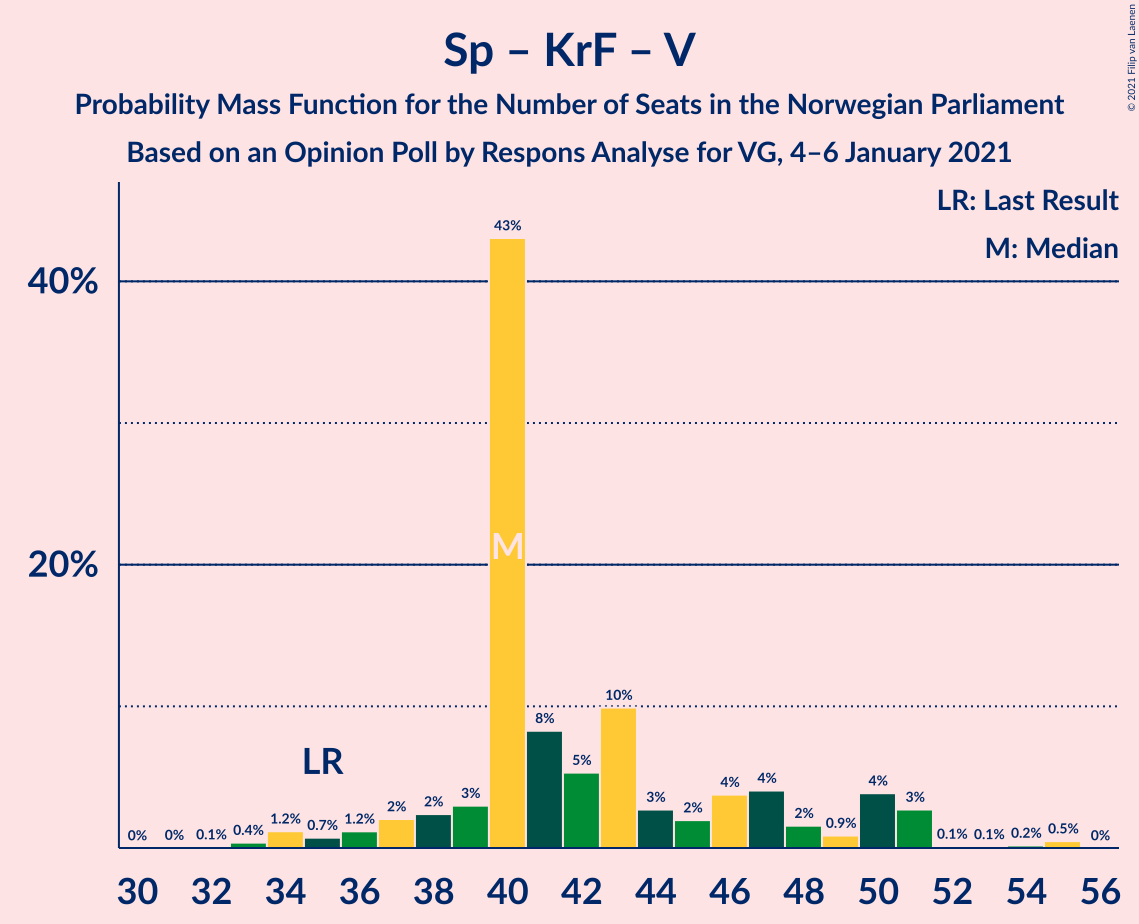 Sp – KrF – V
Probability Mass Function for the Number of Seats in the Norwegian Parliament
Based on an Opinion Poll by Respons Analyse for VG, 4–6 January 2021
© 2021 Filip van Laenen
LR: Last Result
M: Median
40%
20%
LR
M
0% 0% 0.1% 0.4% 1.2% 0.7% 1.2% 2% 2% 3% 43% 8% 5% 10% 3% 2% 4% 4% 2% 0.9% 4% 3% 0.1% 0.1% 0.2% 0.5% 0%
30 32 34 36 38 40 42 44 46 48 50 52 54 56